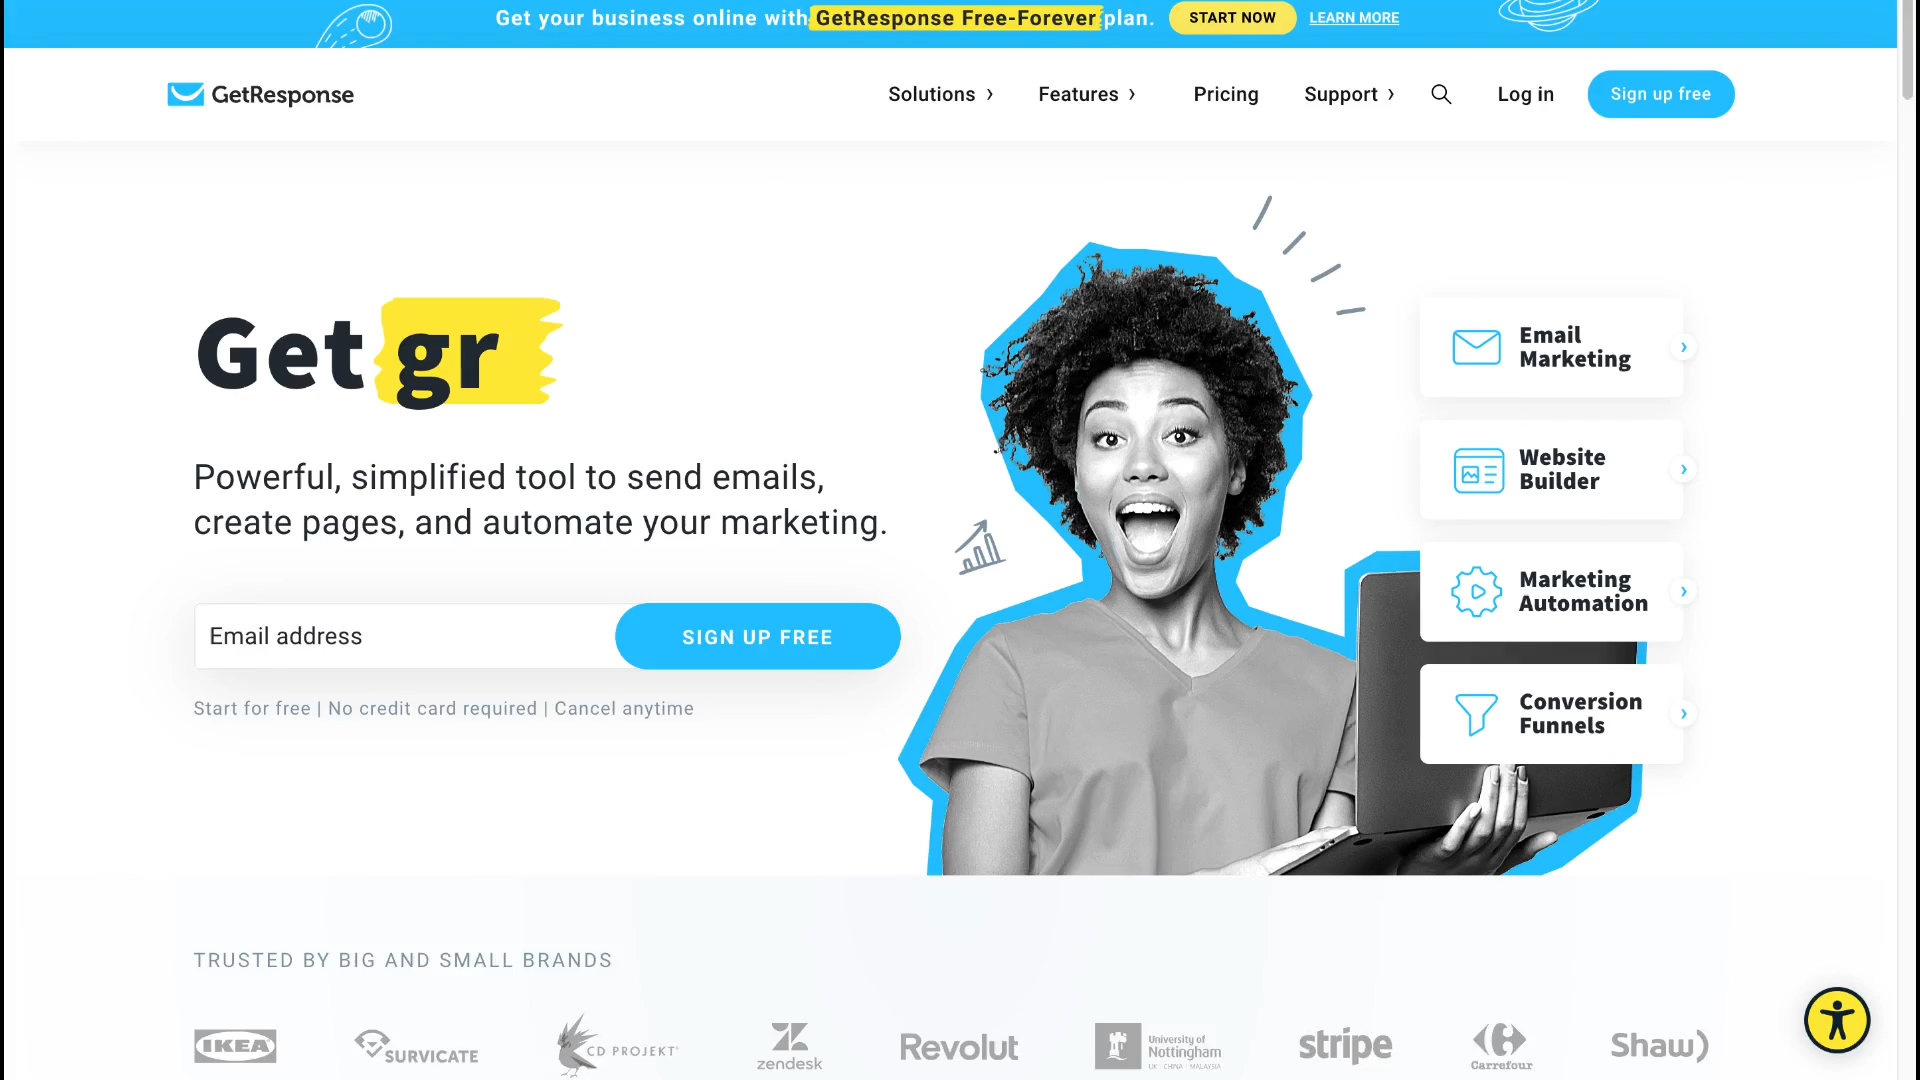 Get your business online with GetResponse Free-Forever plan. START NOW LEARN MORE
GetResponse
Solutions › Features › Pricing Support › Log in Sign up free
Get gr
Powerful, simplified tool to send emails,
create pages, and automate your marketing.
Email address
SIGN UP FREE
Start for free | No credit card required | Cancel anytime
Email
Marketing
Website
Builder
Marketing
Automation
Conversion
Funnels
TRUSTED BY BIG AND SMALL BRANDS
IKEA
SURVICATE
CD PROJEKT
zendesk
Revolut
University of
Nottingham
UK · CHINA · MALAYSIA
stripe
Carrefour
Shaw)